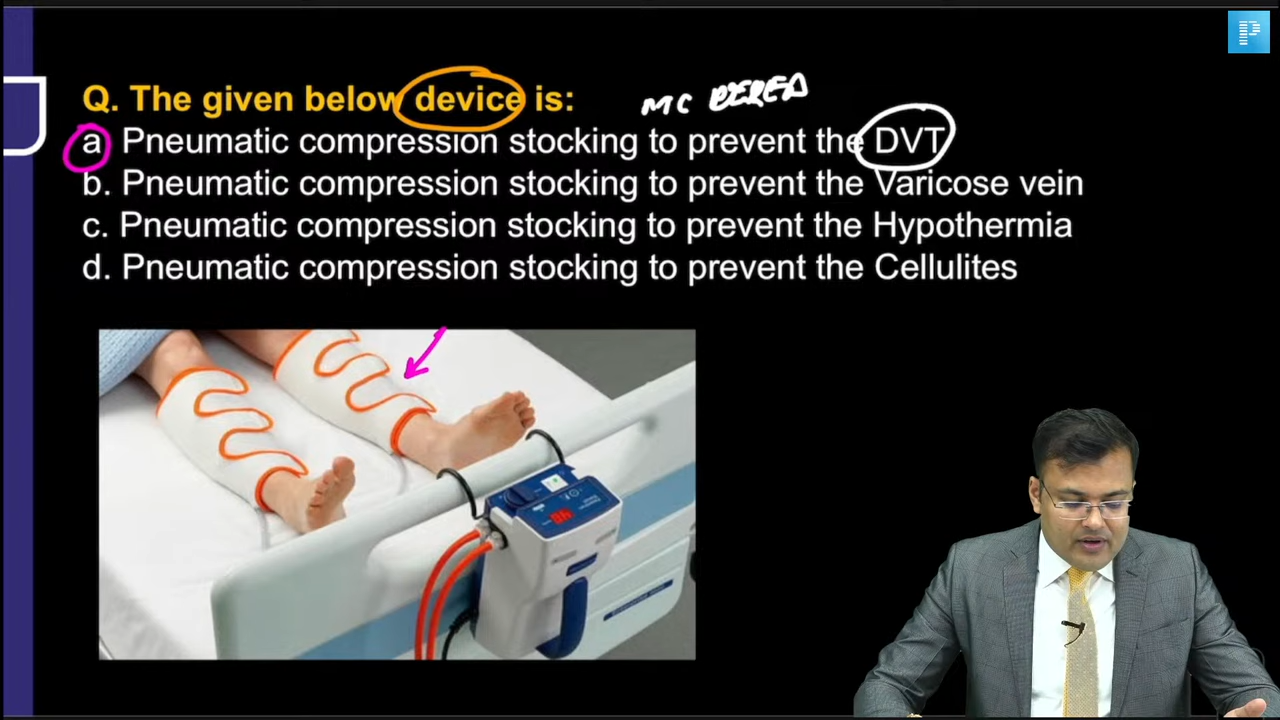 Q. The given below device is:
MC
a Pneumatic compression stocking to prevent the DVT
b. Pneumatic compression stocking to prevent the Varicose vein
c. Pneumatic compression stocking to prevent the Hypothermia
d. Pneumatic compression stocking to prevent the Cellulites
P